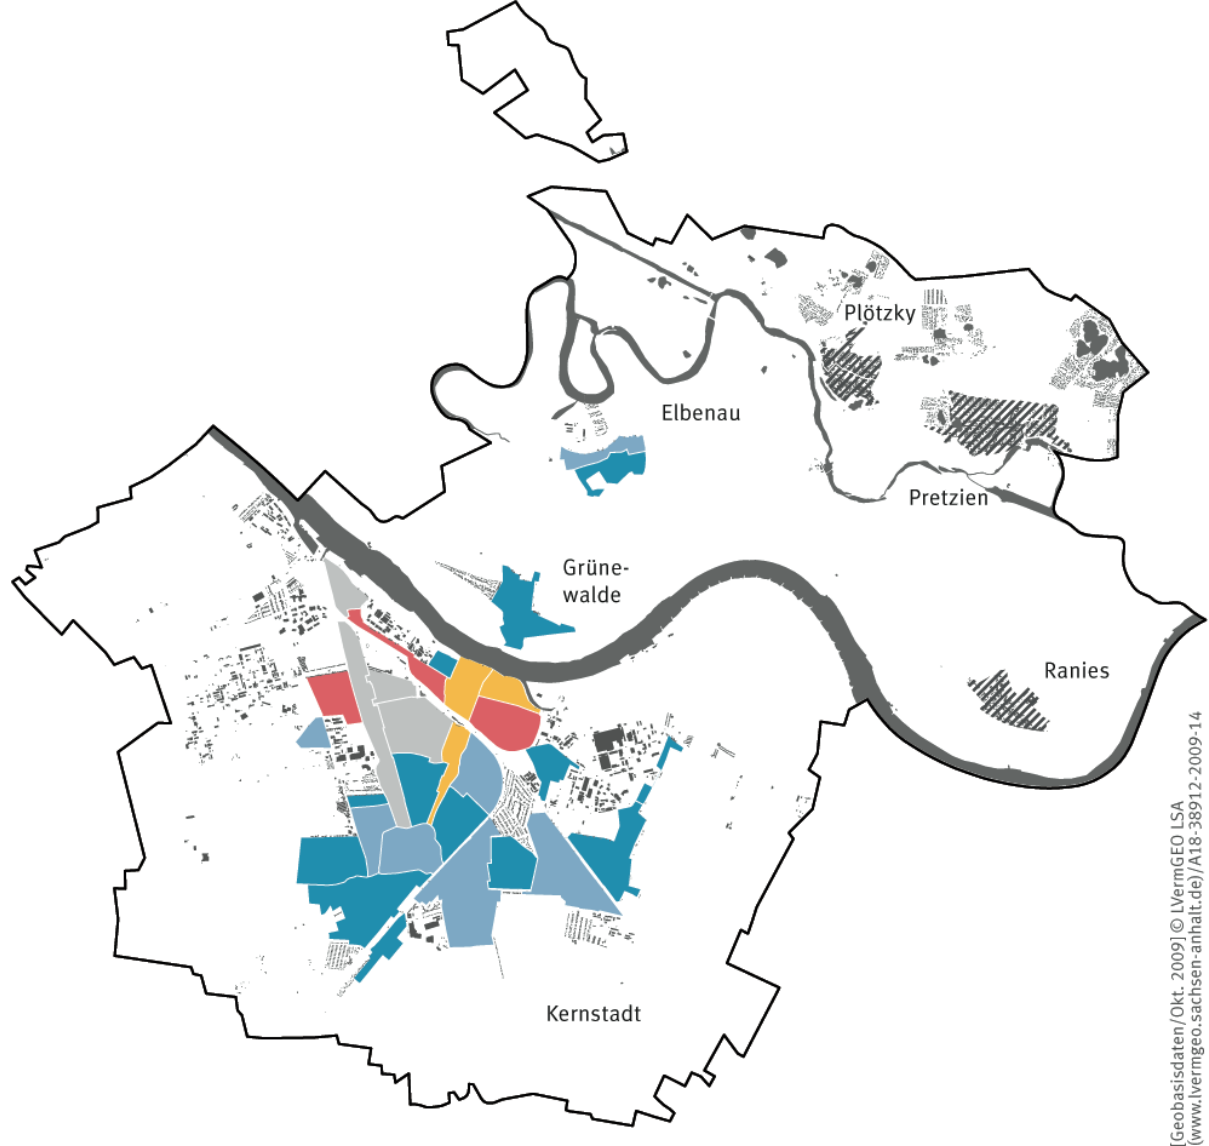 Plötzky
Elbenau
Pretzien
Grüne-
walde
Ranies
Kernstadt
[Geobasisdaten/Okt. 2009] © LVermGEO LSA
(www.lvermgeo.sachsen-anhalt.de)/A18-38912-2009-14